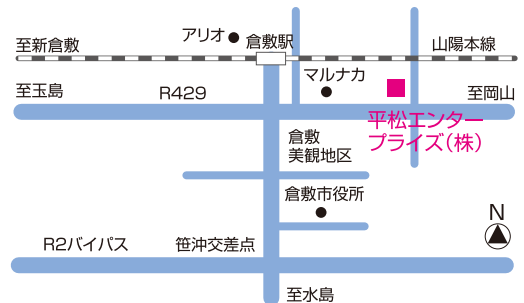 アリオ
倉敷駅
至新倉敷
山陽本線
マルナカ
至玉島
R429
至岡山
平松エンター
プライズ(株)
倉敷
美観地区
倉敷市役所
N
R2バイパス
笹沖交差点
至水島